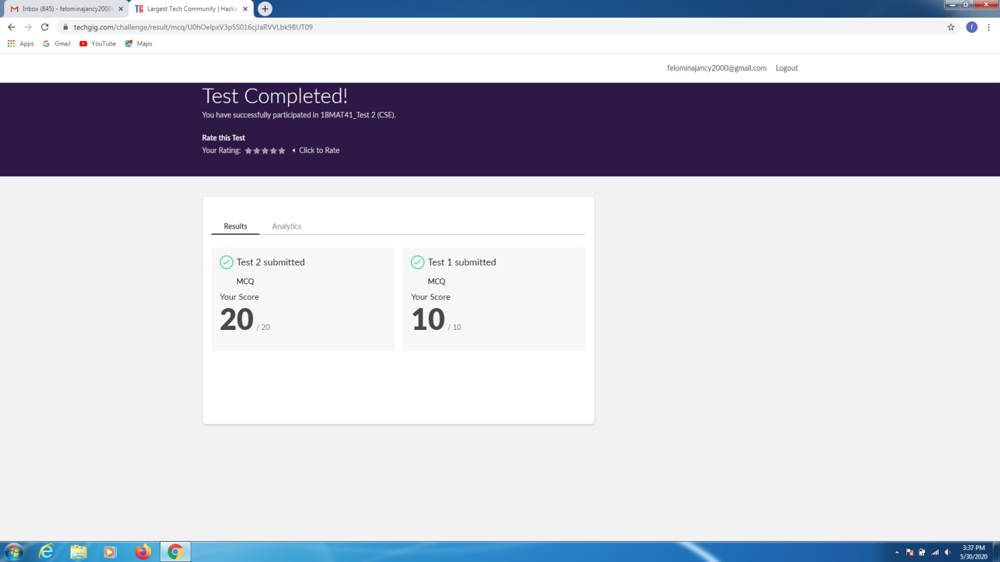 Inbox (845) - felominajancy2000
Largest Tech Community | Hacka
techgig.com/challenge/result/mcq/U0hOelpxV3p5S016cjJaRVVLbk9BUT09
f
Apps Gmail YouTube Maps
felominajancy2000@gmail.com Logout
Test Completed!
You have successfully participated in 18MAT41_Test 2 (CSE).
Rate this Test
Your Rating: Click to Rate
Results Analytics
Test 2 submitted
MCQ
Your Score
20 / 20
Test 1 submitted
MCQ
Your Score
10 / 10
3:37 PM
5/30/2020